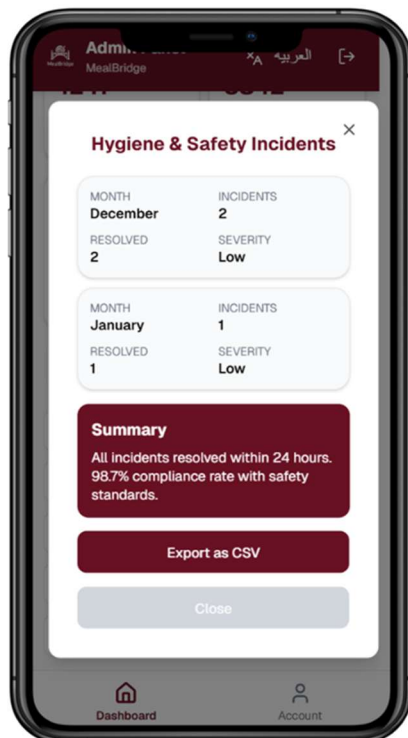 Admin Panel
MealBridge
العربية
Hygiene & Safety Incidents
MONTH
December
INCIDENTS
2
RESOLVED
2
SEVERITY
Low
MONTH
January
INCIDENTS
1
RESOLVED
1
SEVERITY
Low
Summary
All incidents resolved within 24 hours.
98.7% compliance rate with safety
standards.
Export as CSV
Close
Dashboard
Account